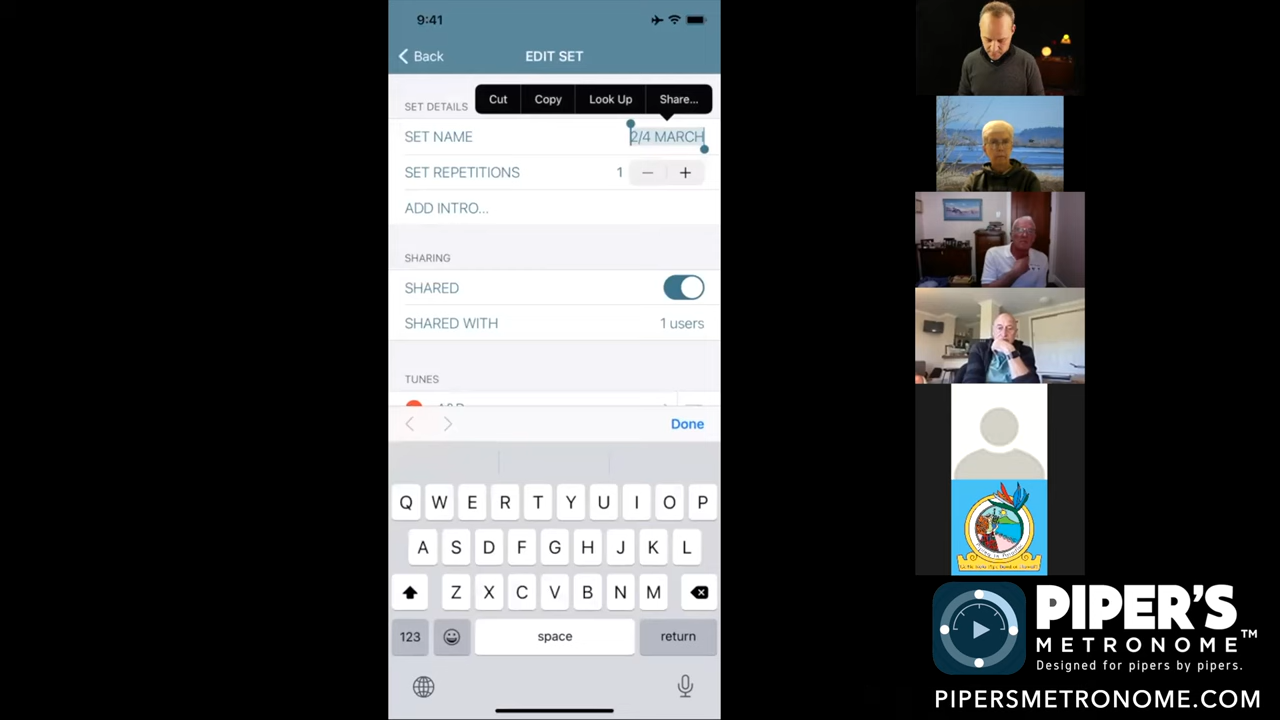 9:41
Back
EDIT SET
Cut Copy Look Up Share...
SET DETAILS
SET NAME 2/4 MARCH
SET REPETITIONS 1 − +
ADD INTRO...
SHARING
SHARED
SHARED WITH 1 users
TUNES
Done
Q W E R T Y U I O P
A S D F G H J K L
Z X C V B N M
123 space return
PIPER'S
METRONOME™
Designed for pipers by pipers.
PIPERSMETRONOME.COM